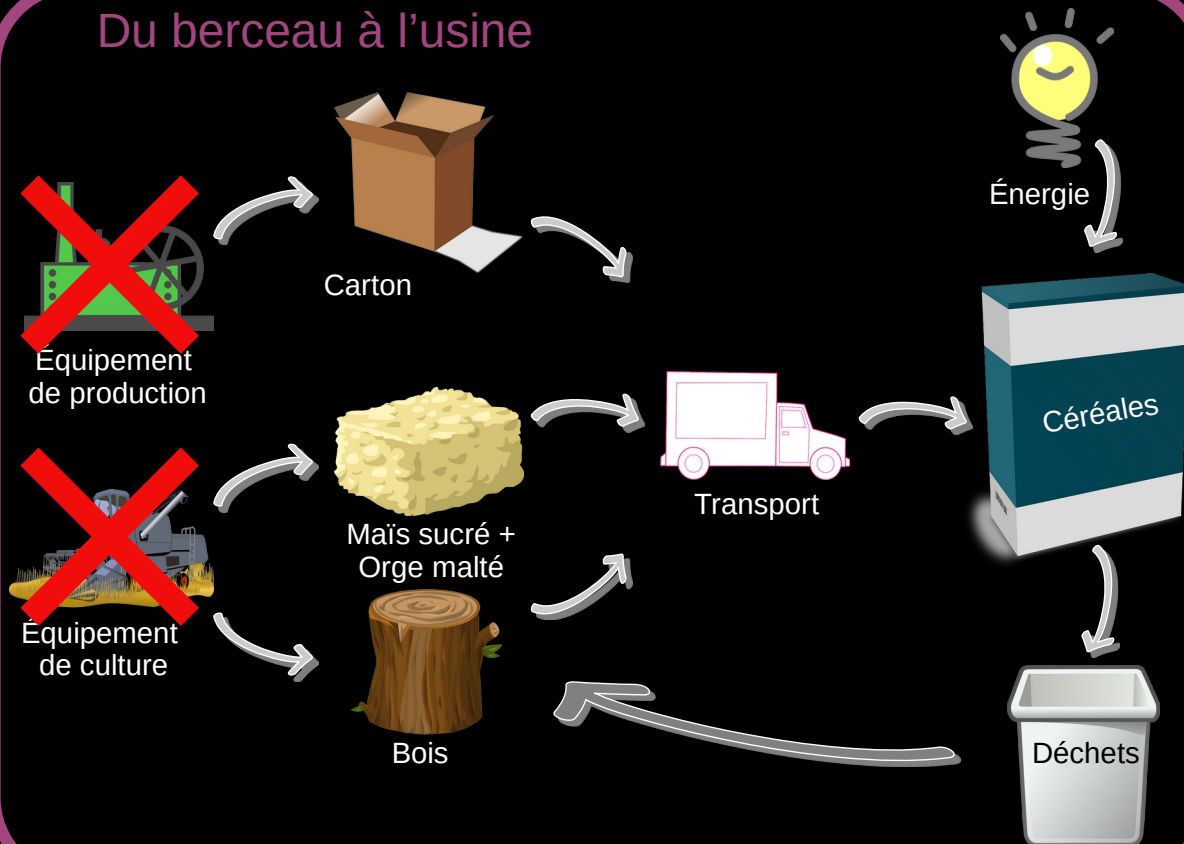 Du berceau à l’usine
Énergie
Carton
Équipement
de production
Céréales
Transport
Maïs sucré +
Orge malté
Équipement
de culture
Bois
Déchets